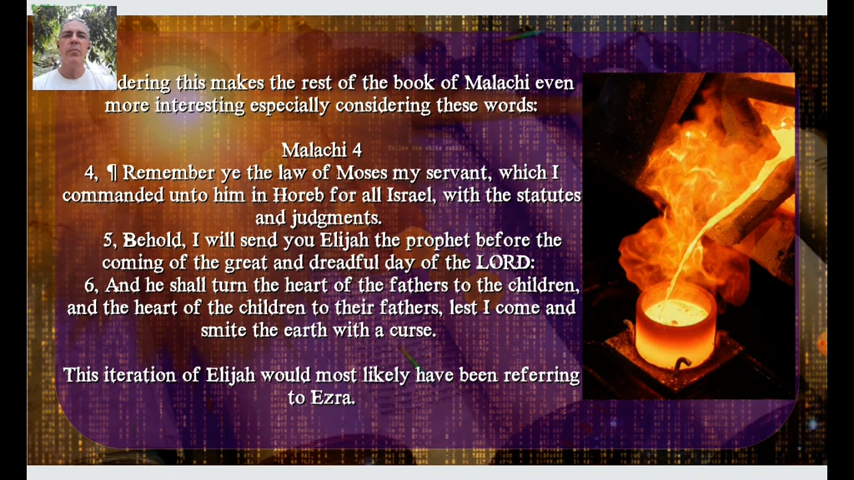 this makes the rest of the book of Malachi even
more interesting especially considering these words:
Malachi 4
4, ¶ Remember ye the law of Moses my servant, which I
commanded unto him in Horeb for all Israel, with the statutes
and judgments.
5, Behold, I will send you Elijah the prophet before the
coming of the great and dreadful day of the LORD:
6, And he shall turn the heart of the fathers to the children,
and the heart of the children to their fathers, lest I come and
smite the earth with a curse.
This iteration of Elijah would most likely have been referring
to Ezra.